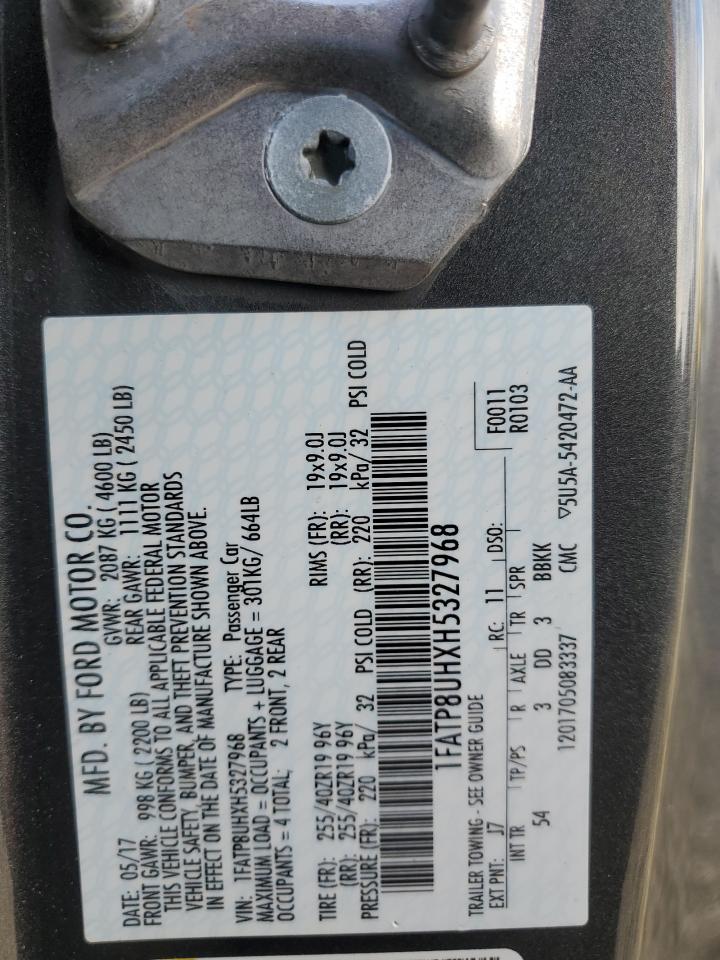 MFD. BY FORD MOTOR CO.
DATE: 05/17 GVWR: 2087 KG ( 4600 LB)
FRONT GAWR: 998 KG ( 2200 LB) REAR GAWR: 1111 KG ( 2450 LB)
THIS VEHICLE CONFORMS TO ALL APPLICABLE FEDERAL MOTOR
VEHICLE SAFETY, BUMPER, AND THEFT PREVENTION STANDARDS
IN EFFECT ON THE DATE OF MANUFACTURE SHOWN ABOVE.
VIN: 1FATP8UHXH5327968 TYPE: Passenger Car
MAXIMUM LOAD = OCCUPANTS + LUGGAGE = 301KG/ 664LB
OCCUPANTS = 4 TOTAL; 2 FRONT, 2 REAR
TIRE (FR): 255/40ZR19 96Y RIMS (FR): 19x9.0J
(RR): 255/40ZR19 96Y (RR): 19x9.0J
PRESSURE (FR): 220 kPa/ 32 PSI COLD (RR): 220 kPa/ 32 PSI COLD
1FATP8UHXH5327968
TRAILER TOWING - SEE OWNER GUIDE F0011
EXT PNT: J7 RC: 11 DSO: R0103
INT TR TP/PS R AXLE TR SPR
54 3 DD 3 BBKK
1201705083337 CMC ▽5U5A-5420472-AA